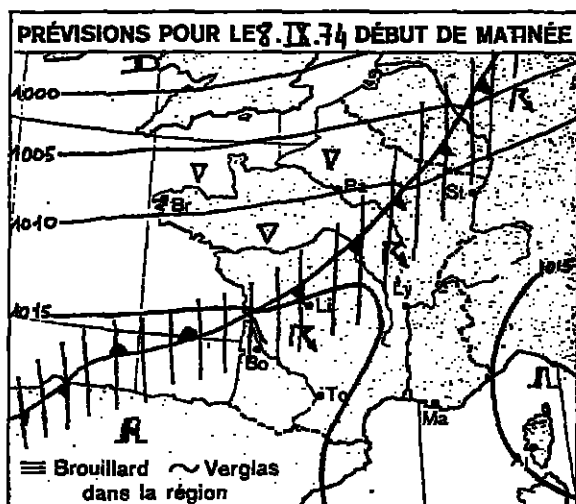 PRÉVISIONS POUR LE 8.IX.74 DÉBUT DE MATINÉE
D
1000
1005
Pa
St
Br
1010
Ly
1015
1015
Li
Bo
To
Ma
A
Brouillard Verglas
dans la région